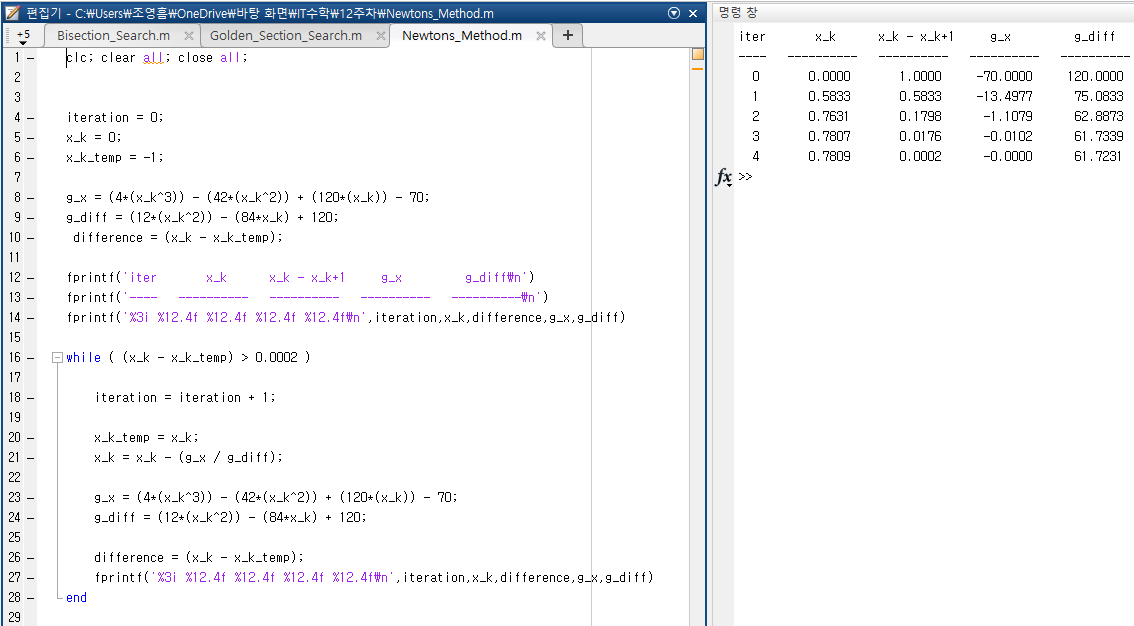 편집기 - C:₩Users₩조영흠₩OneDrive₩바탕 화면₩IT수학₩12주차₩Newtons_Method.m
+5 Bisection_Search.m Golden_Section_Search.m Newtons_Method.m +
1 – clc; clear all; close all;
2
3
4 – iteration = 0;
5 – x_k = 0;
6 – x_k_temp = -1;
7
8 – g_x = (4*(x_k^3)) - (42*(x_k^2)) + (120*(x_k)) - 70;
9 – g_diff = (12*(x_k^2)) - (84*x_k) + 120;
10 – difference = (x_k - x_k_temp);
11
12 – fprintf('iter       x_k      x_k - x_k+1     g_x         g_diff₩n')
13 – fprintf('----   ----------   ----------   ----------   ----------₩n')
14 – fprintf('%3i %12.4f %12.4f %12.4f %12.4f₩n',iteration,x_k,difference,g_x,g_diff)
15
16 – while ( (x_k - x_k_temp) > 0.0002 )
17
18 – iteration = iteration + 1;
19
20 – x_k_temp = x_k;
21 – x_k = x_k - (g_x / g_diff);
22
23 – g_x = (4*(x_k^3)) - (42*(x_k^2)) + (120*(x_k)) - 70;
24 – g_diff = (12*(x_k^2)) - (84*x_k) + 120;
25
26 – difference = (x_k - x_k_temp);
27 – fprintf('%3i %12.4f %12.4f %12.4f %12.4f₩n',iteration,x_k,difference,g_x,g_diff)
28 – end
29
명령 창
iter       x_k      x_k - x_k+1     g_x         g_diff
----   ----------   ----------   ----------   ----------
0 0.0000 1.0000 -70.0000 120.0000
1 0.5833 0.5833 -13.4977 75.0833
2 0.7631 0.1798 -1.1079 62.8873
3 0.7807 0.0176 -0.0102 61.7339
4 0.7809 0.0002 -0.0000 61.7231
fx >>